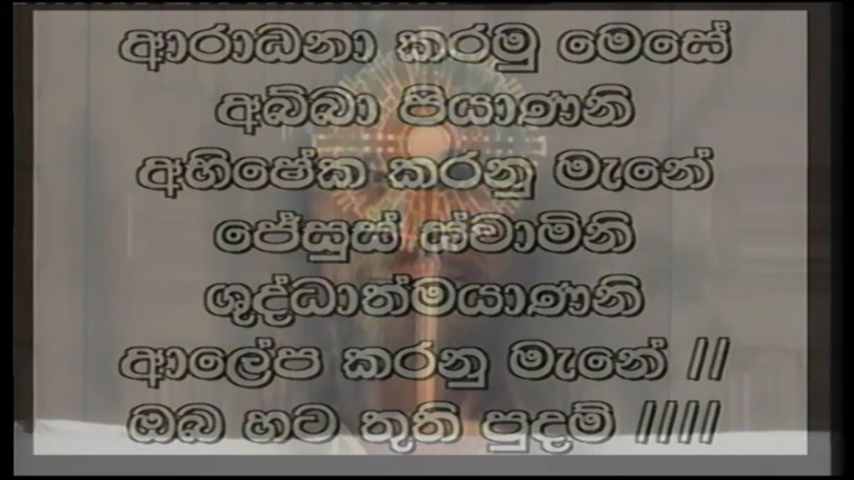 ආරාධනා කරමු මෙසේ
අබ්බා පියාණනි
අභිෂේක කරනු මැනේ
ජේසුස් ස්වාමිනි
ශුද්ධාත්මයාණනි
ආලේප කරනු මැනේ //
ඔබ හට තුති පුදමි ////